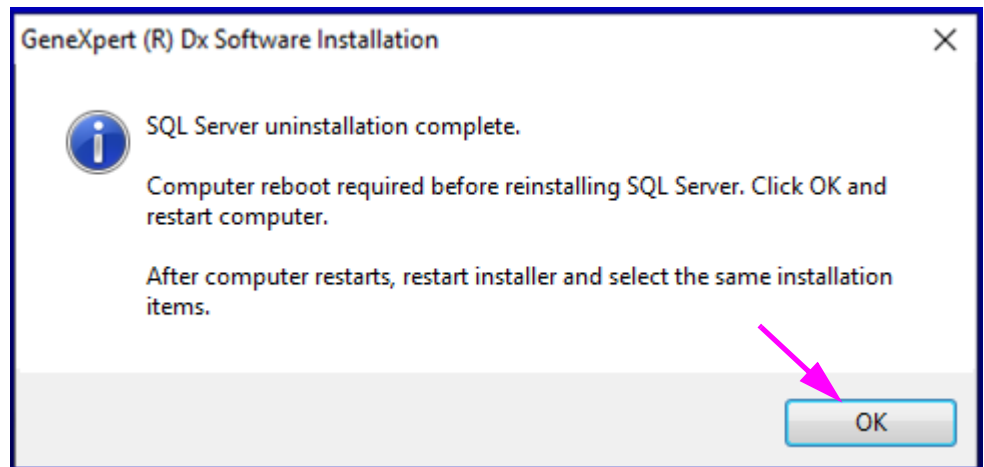 GeneXpert (R) Dx Software Installation
SQL Server uninstallation complete.
Computer reboot required before reinstalling SQL Server. Click OK and
restart computer.
After computer restarts, restart installer and select the same installation
items.
OK